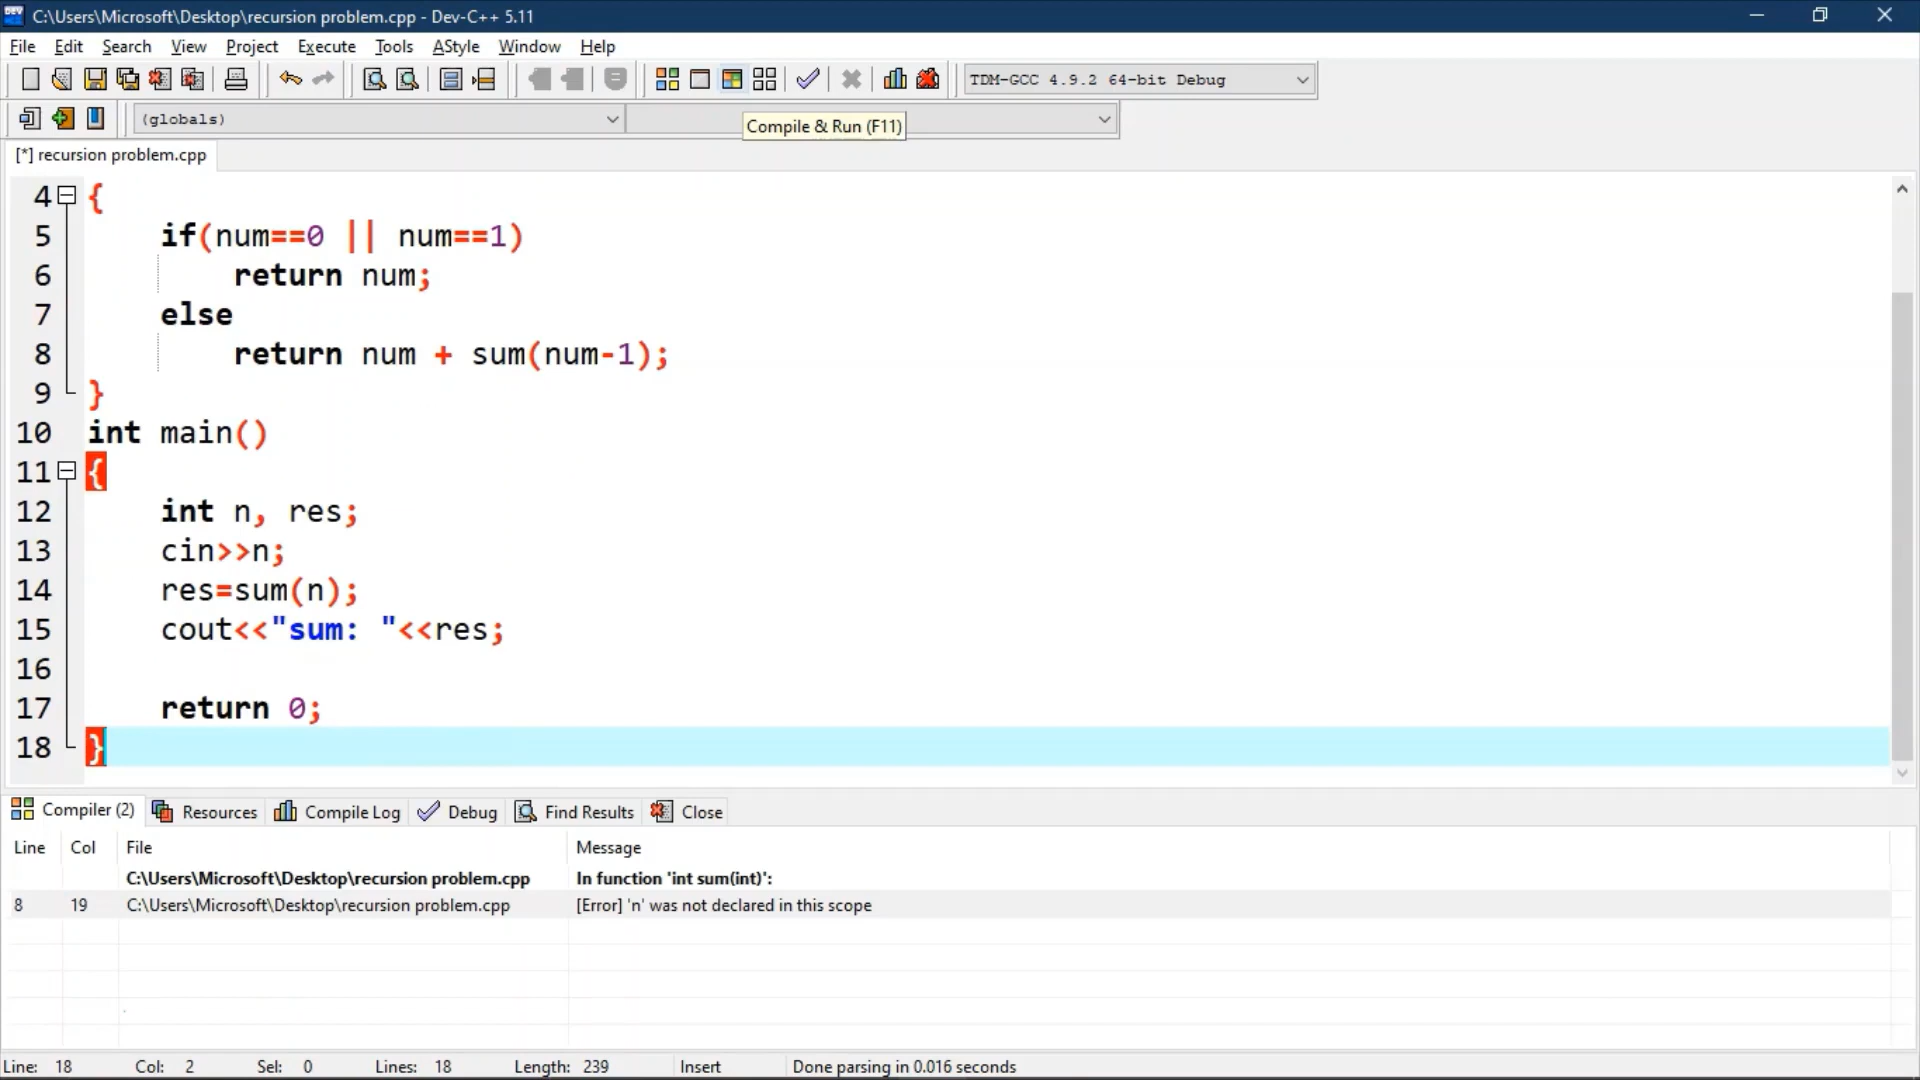 C:\Users\Microsoft\Desktop\recursion problem.cpp - Dev-C++ 5.11
File Edit Search View Project Execute Tools AStyle Window Help
TDM-GCC 4.9.2 64-bit Debug
(globals)
Compile & Run (F11)
[*] recursion problem.cpp
4 {
5 if(num==0 || num==1)
6 return num;
7 else
8 return num + sum(num-1);
9 }
10 int main()
11 {
12 int n, res;
13 cin>>n;
14 res=sum(n);
15 cout<<"sum: "<<res;
16
17 return 0;
18 }
Compiler (2) Resources Compile Log Debug Find Results Close
Line Col File Message
C:\Users\Microsoft\Desktop\recursion problem.cpp In function 'int sum(int)':
8 19 C:\Users\Microsoft\Desktop\recursion problem.cpp [Error] 'n' was not declared in this scope
Line: 18 Col: 2 Sel: 0 Lines: 18 Length: 239 Insert Done parsing in 0.016 seconds